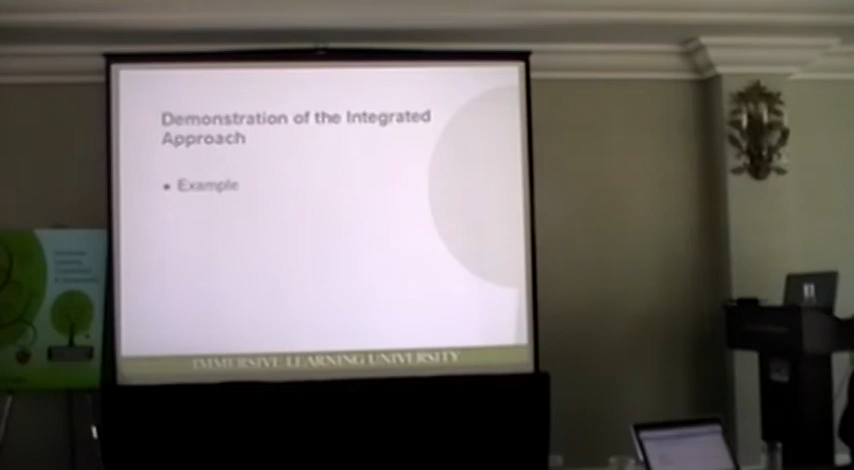 Demonstration of the Integrated
Approach
• Example
IMMERSIVE LEARNING UNIVERSITY